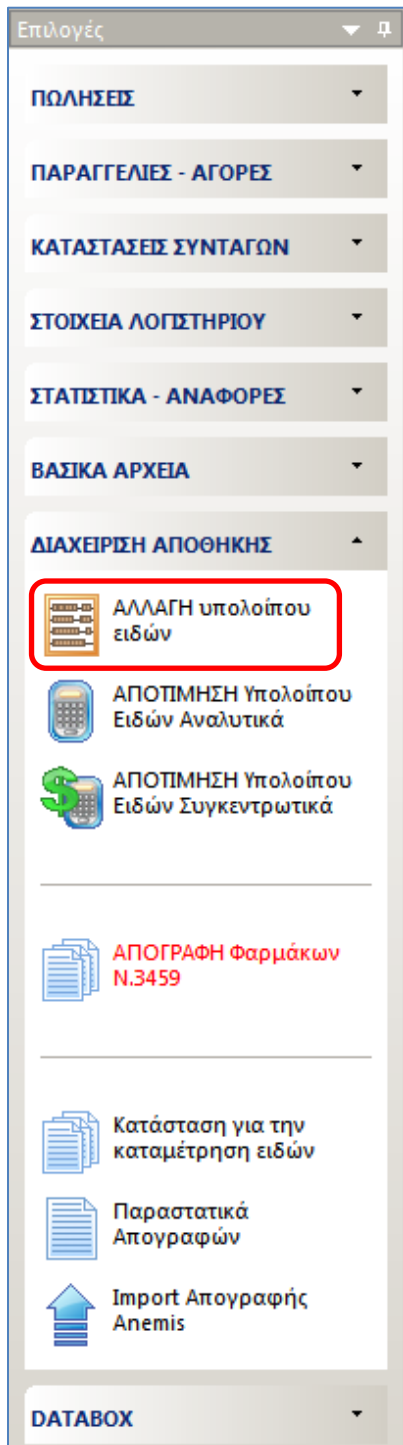 Επιλογές
ΠΩΛΗΣΕΙΣ
ΠΑΡΑΓΓΕΛΙΕΣ - ΑΓΟΡΕΣ
ΚΑΤΑΣΤΑΣΕΙΣ ΣΥΝΤΑΓΩΝ
ΣΤΟΙΧΕΙΑ ΛΟΓΙΣΤΗΡΙΟΥ
ΣΤΑΤΙΣΤΙΚΑ - ΑΝΑΦΟΡΕΣ
ΒΑΣΙΚΑ ΑΡΧΕΙΑ
ΔΙΑΧΕΙΡΙΣΗ ΑΠΟΘΗΚΗΣ
ΑΛΛΑΓΗ υπολοίπου
ειδών
ΑΠΟΤΙΜΗΣΗ Υπολοίπου
Ειδών Αναλυτικά
ΑΠΟΤΙΜΗΣΗ Υπολοίπου
Ειδών Συγκεντρωτικά
ΑΠΟΓΡΑΦΗ Φαρμάκων
Ν.3459
Κατάσταση για την
καταμέτρηση ειδών
Παραστατικά
Απογραφών
Import Απογραφής
Anemis
DATABOX